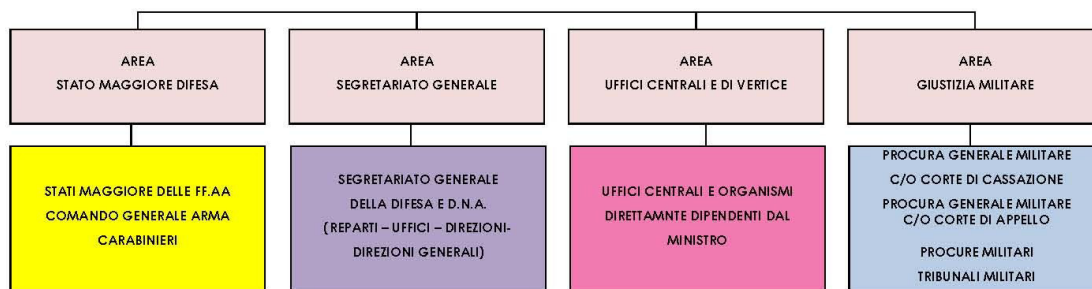 AREA
STATO MAGGIORE DIFESA
AREA
SEGRETARIATO GENERALE
AREA
UFFICI CENTRALI E DI VERTICE
AREA
GIUSTIZIA MILITARE
STATI MAGGIORE DELLE FF.AA
COMANDO GENERALE ARMA
CARABINIERI
SEGRETARIATO GENERALE
DELLA DIFESA E D.N.A.
( REPARTI – UFFICI – DIREZIONI-
DIREZIONI GENERALI)
UFFICI CENTRALI E ORGANISMI
DIRETTAMNTE DIPENDENTI DAL
MINISTRO
PROCURA GENERALE MILITARE
C/O CORTE DI CASSAZIONE
PROCURA GENERALE MILITARE
C/O CORTE DI APPELLO
PROCURE MILITARI
TRIBUNALI MILITARI